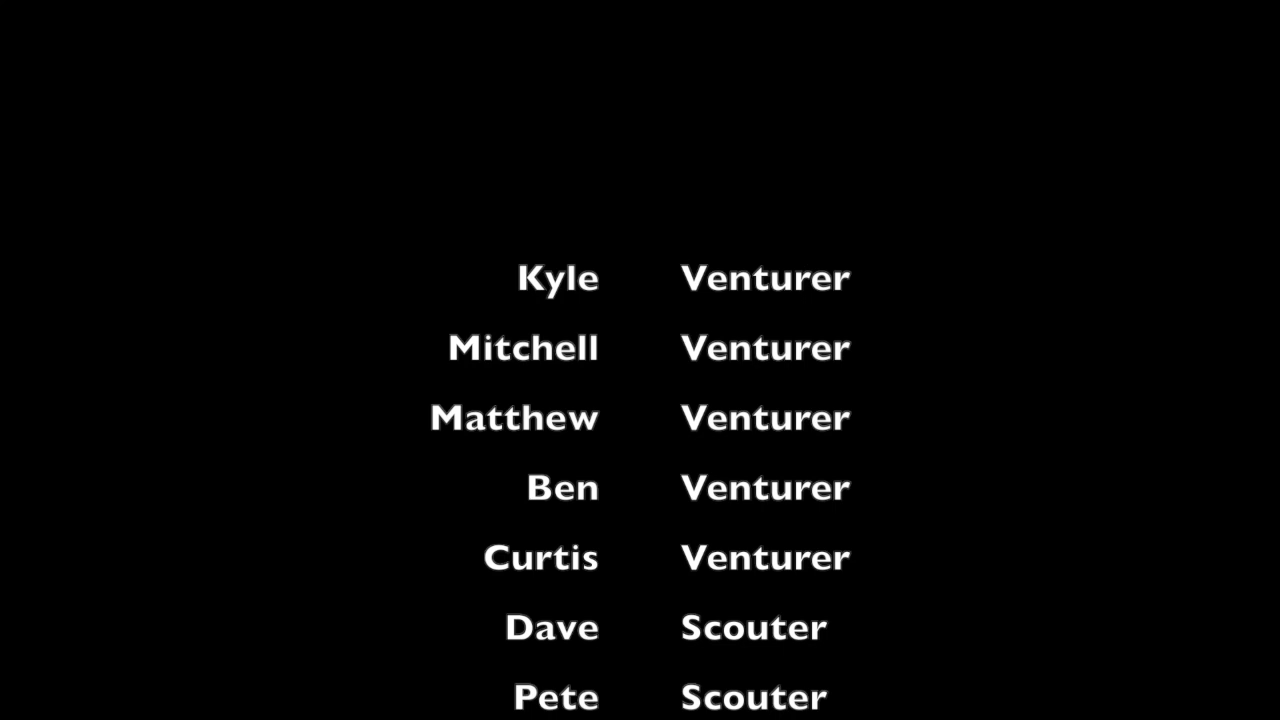 Kyle Venturer
Mitchell Venturer
Matthew Venturer
Ben Venturer
Curtis Venturer
Dave Scouter
Pete Scouter